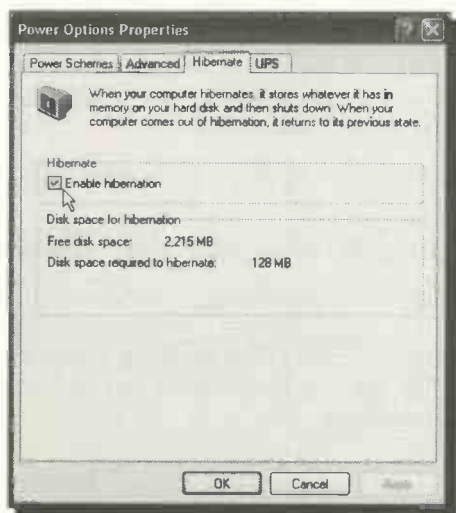 Power Options Properties
Power Schemes Advanced Hibernate UPS
When your computer hibernates, it stores whatever it has in
memory on your hard disk and then shuts down. When your
computer comes out of hibernation, it returns to its previous state.
Hibernate
Enable hibernation
Disk space for hibernation
Free disk space: 2,215 MB
Disk space required to hibernate: 128 MB
OK Cancel Apply